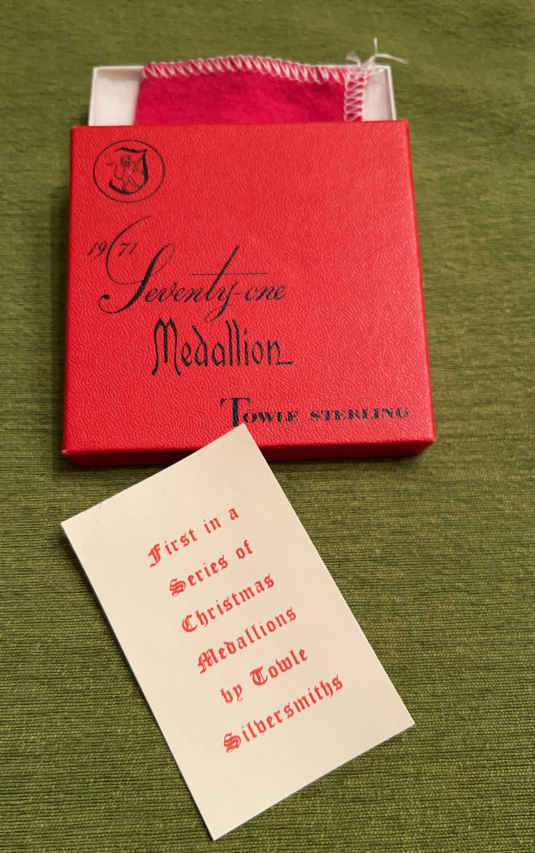 1971
Seventy-one
Medallion
TOWLE STERLING
First in a
Series of
Christmas
Medallions
by Towle
Silversmiths